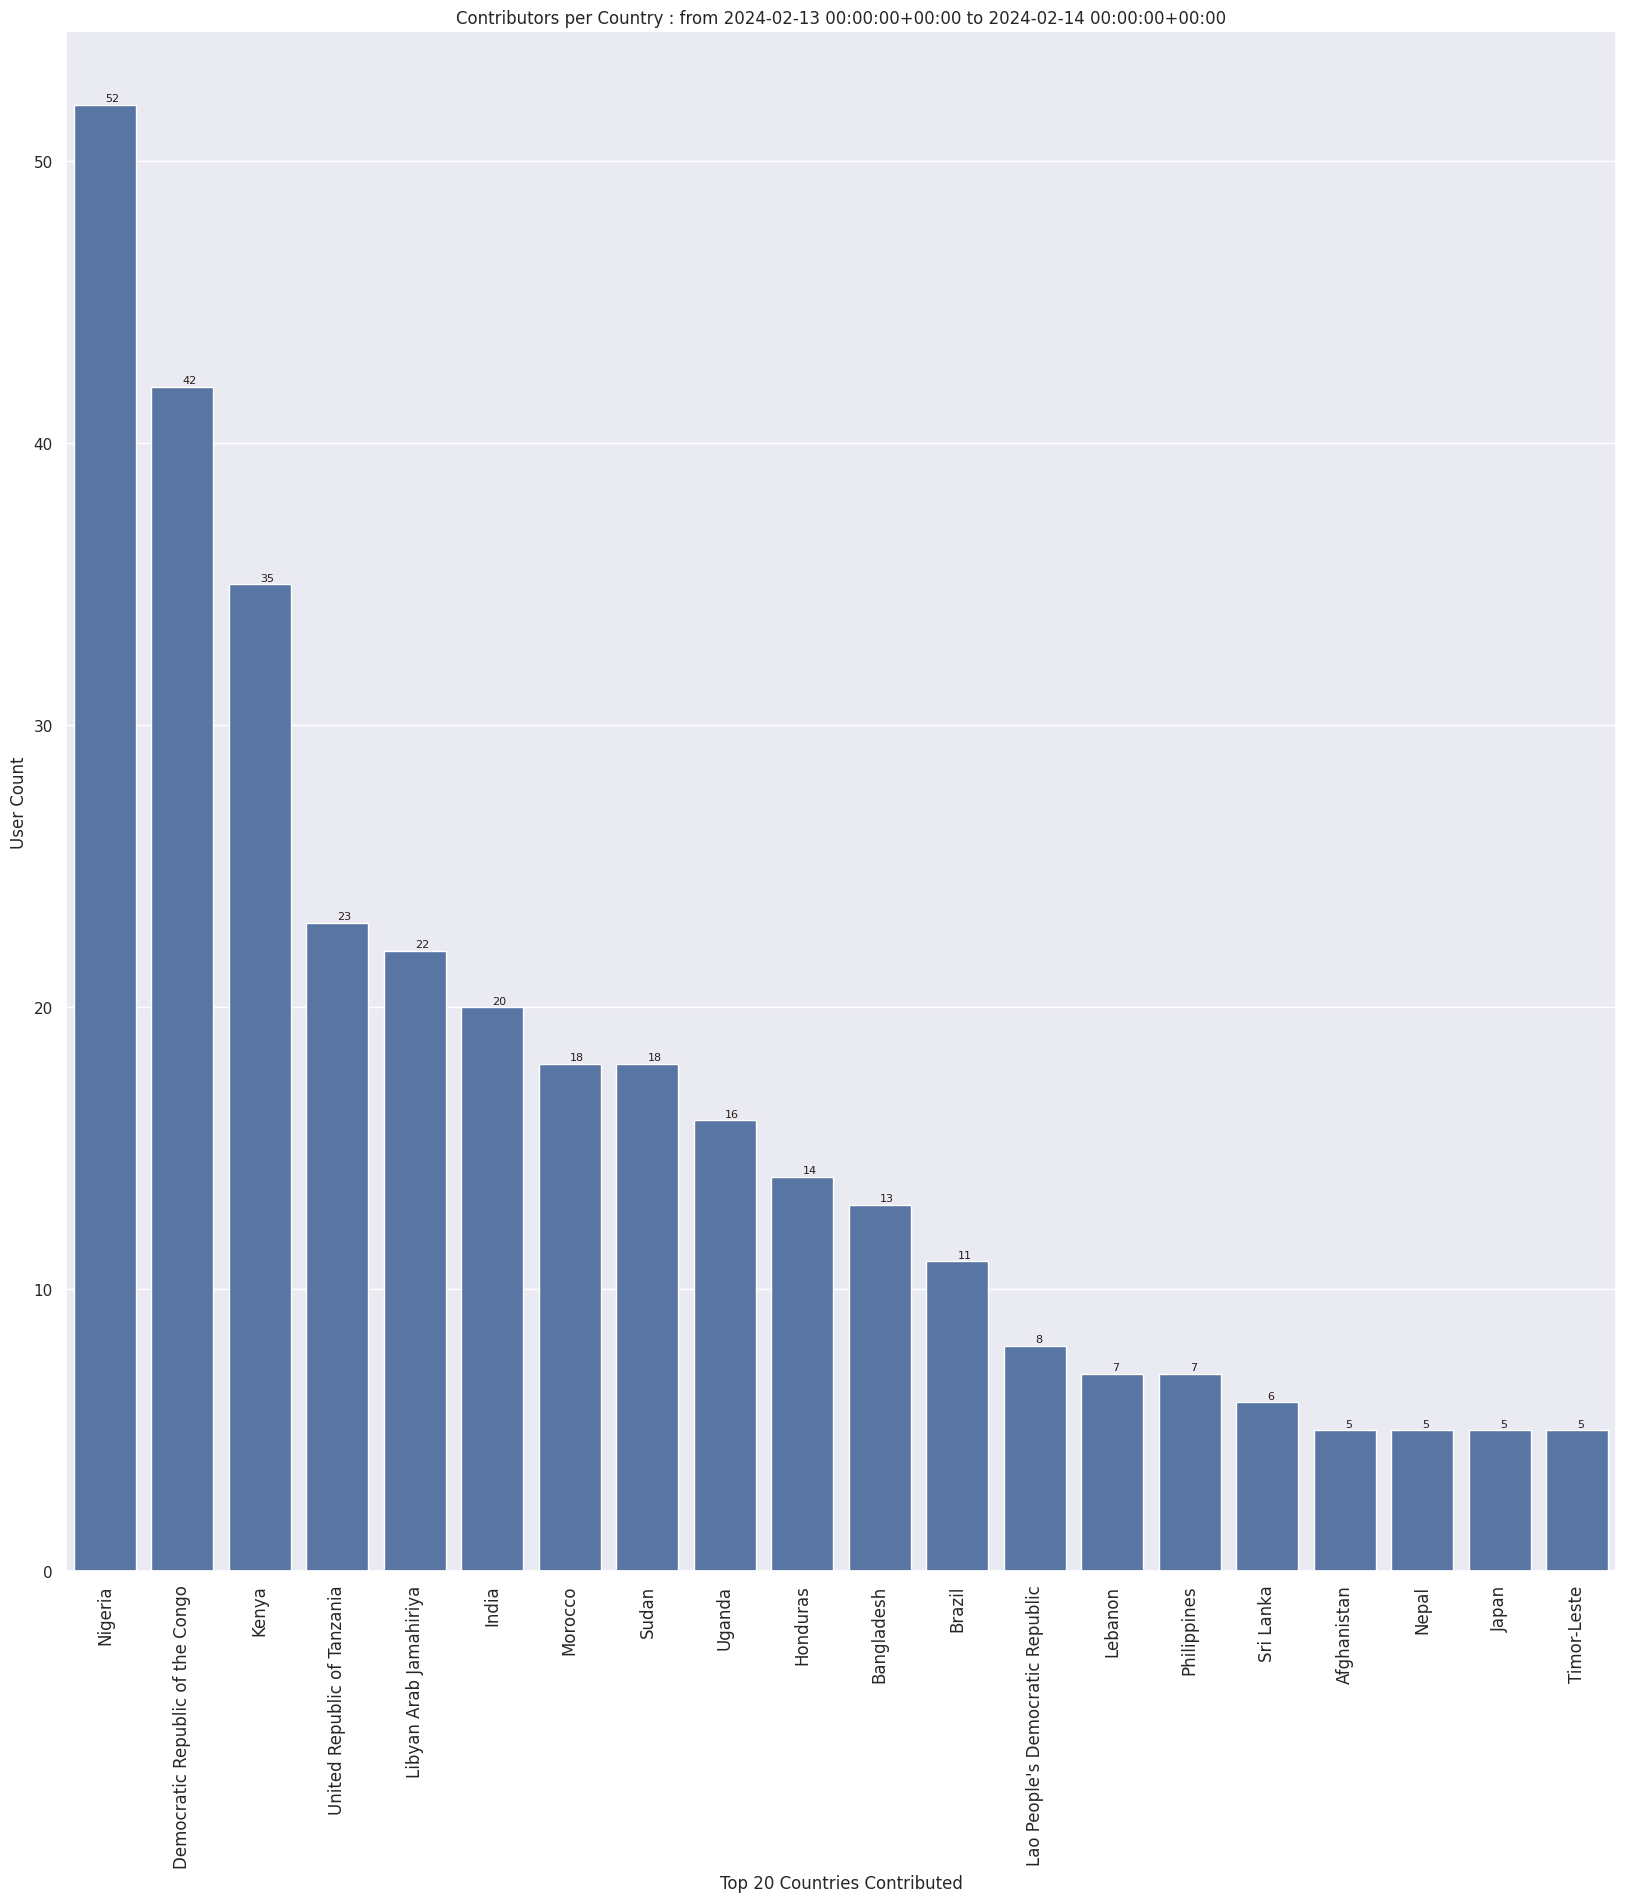 Contributors per Country : from 2024-02-13 00:00:00+00:00 to 2024-02-14 00:00:00+00:00
User Count
50
40
30
20
10
0
52
42
35
23
22
20
18
18
16
14
13
11
8
7
7
6
5
5
5
5
Nigeria
Democratic Republic of the Congo
Kenya
United Republic of Tanzania
Libyan Arab Jamahiriya
India
Morocco
Sudan
Uganda
Honduras
Bangladesh
Brazil
Lao People's Democratic Republic
Lebanon
Philippines
Sri Lanka
Afghanistan
Nepal
Japan
Timor-Leste
Top 20 Countries Contributed